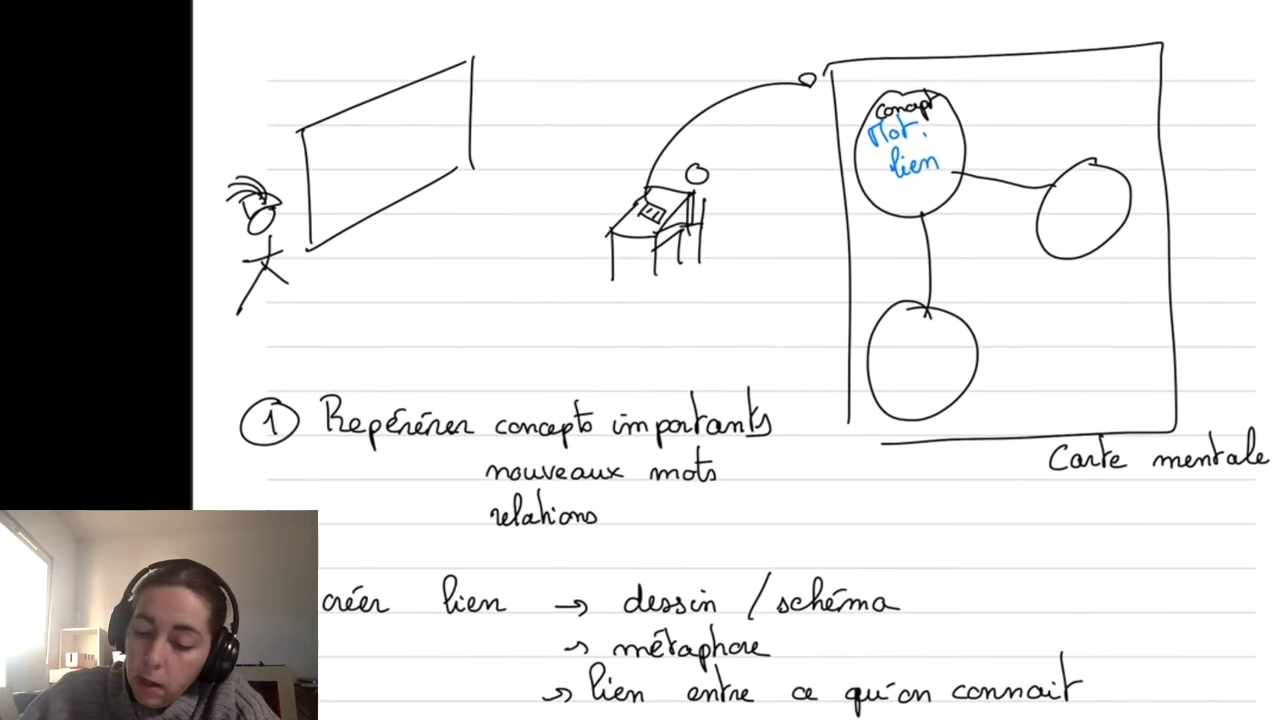 concept
Mot.
lien
Carte mentale
1 Repérérer concepts importants
nouveaux mots
relations
créer lien → dessin / schéma
→ métaphore
→ lien entre ce qu'on connait